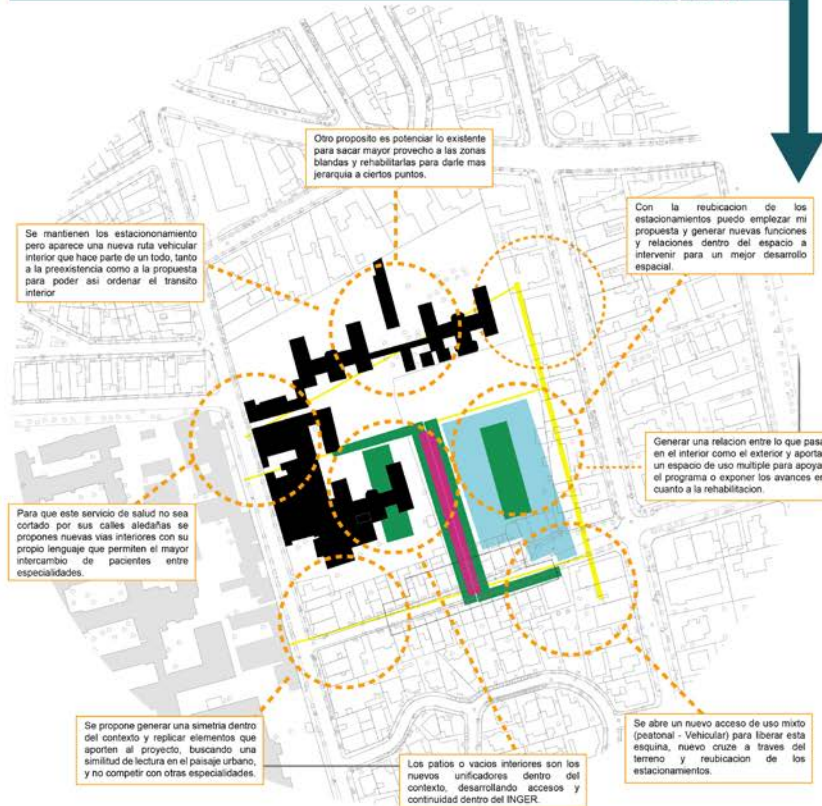 Otro proposito es potenciar lo existente
para sacar mayor provecho a las zonas
blandas y rehabilitarlas para darle mas
jerarquia a ciertos puntos.
Se mantienen los estaciononamiento
pero aparece una nueva ruta vehicular
interior que hace parte de un todo, tanto
a la preexistencia como a la propuesta
para poder asi ordenar el transito
interior
Con la reubicacion de los
estacionamientos puedo emplezar mi
propuesta y generar nuevas funciones
y relaciones dentro del espacio a
intervenir para un mejor desarrollo
espacial.
Generar una relacion entre lo que pasa
en el interior como el exterior y aporta
un espacio de uso multiple para apoya
el programa o exponer los avances en
cuanto a la rehabilitacion.
Para que este servicio de salud no sea
cortado por sus calles aledañas se
propones nuevas vias interiores con su
propio lenguaje que permiten el mayor
intercambio de pacientes entre
especialidades.
Se propone generar una simetria dentro
del contexto y replicar elementos que
aporten al proyecto, buscando una
similitud de lectura en el paisaje urbano,
y no competir con otras especialidades.
Los patios o vacios interiores son los
nuevos unificadores dentro del
contexto, desarrollando accesos y
continuidad dentro del INGER.
Se abre un nuevo acceso de uso mixto
(peatonal - Vehicular) para liberar esta
esquina, nuevo cruze a traves del
terreno y reubicacion de los
estacionamientos.